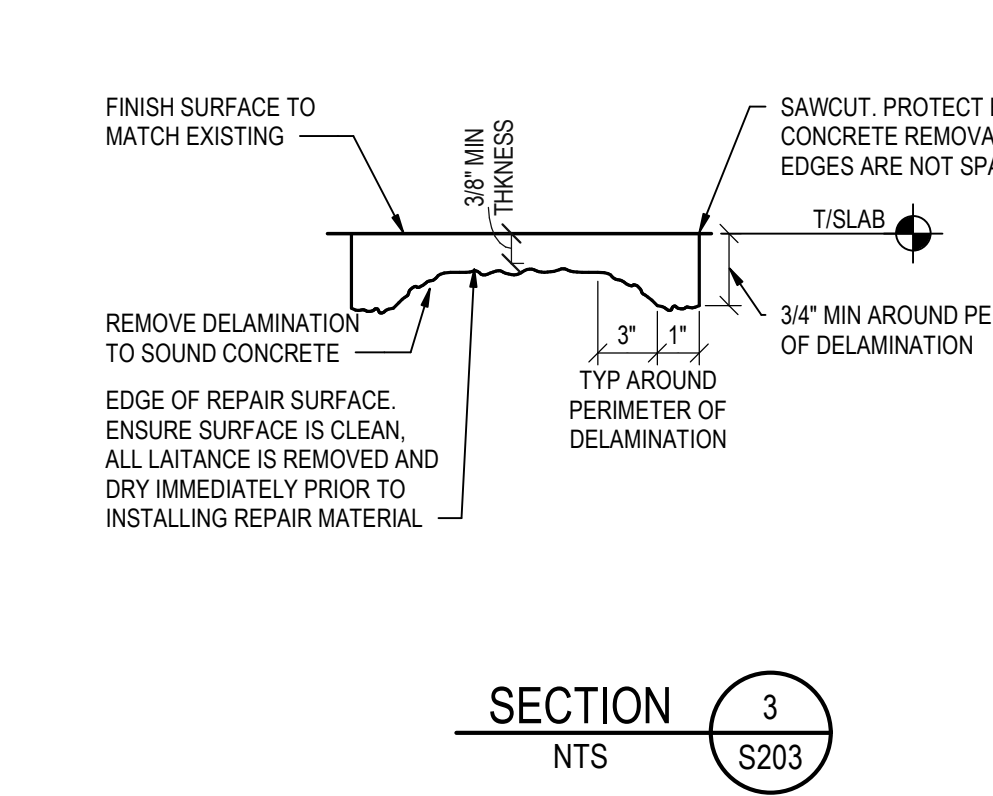 FINISH SURFACE TO
MATCH EXISTING
3/8" MIN
THKNESS
SAWCUT. PROTECT
CONCRETE
EDGES ARE NOT
T/SLAB
3/4" MIN AROUND
OF DELAMINATION
REMOVE DELAMINATION
TO SOUND CONCRETE
3"
1"
TYP AROUND
PERIMETER OF
DELAMINATION
EDGE OF REPAIR SURFACE.
ENSURE SURFACE IS CLEAN,
ALL LAITANCE IS REMOVED AND
DRY IMMEDIATELY PRIOR TO
INSTALLING REPAIR MATERIAL
SECTION
NTS
3
S203